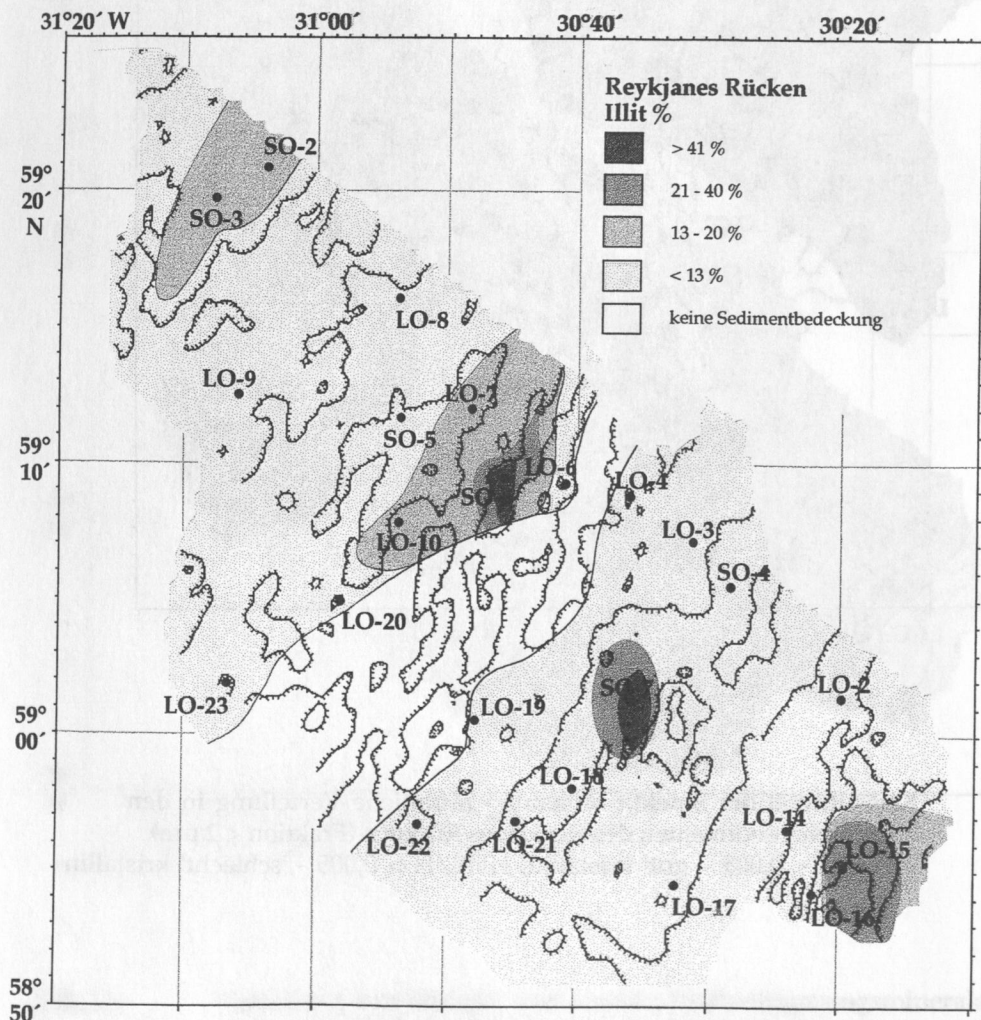 31°20´ W
31°00´
30°40´
30°20´
Reykjanes Rücken
Illit %
> 41 %
21 - 40 %
13 - 20 %
< 13 %
keine Sedimentbedeckung
59°
20´
N
SO-2
SO-3
LO-8
LO-9
LO-7
SO-5
59°
10´
LO-6
SO-
LO-4
LO-10
LO-3
SO-4
LO-20
LO-23
SO-
LO-2
LO-19
59°
00´
LO-18
LO-14
LO-22
LO-21
LO-15
LO-17
LO-16
58°
50´